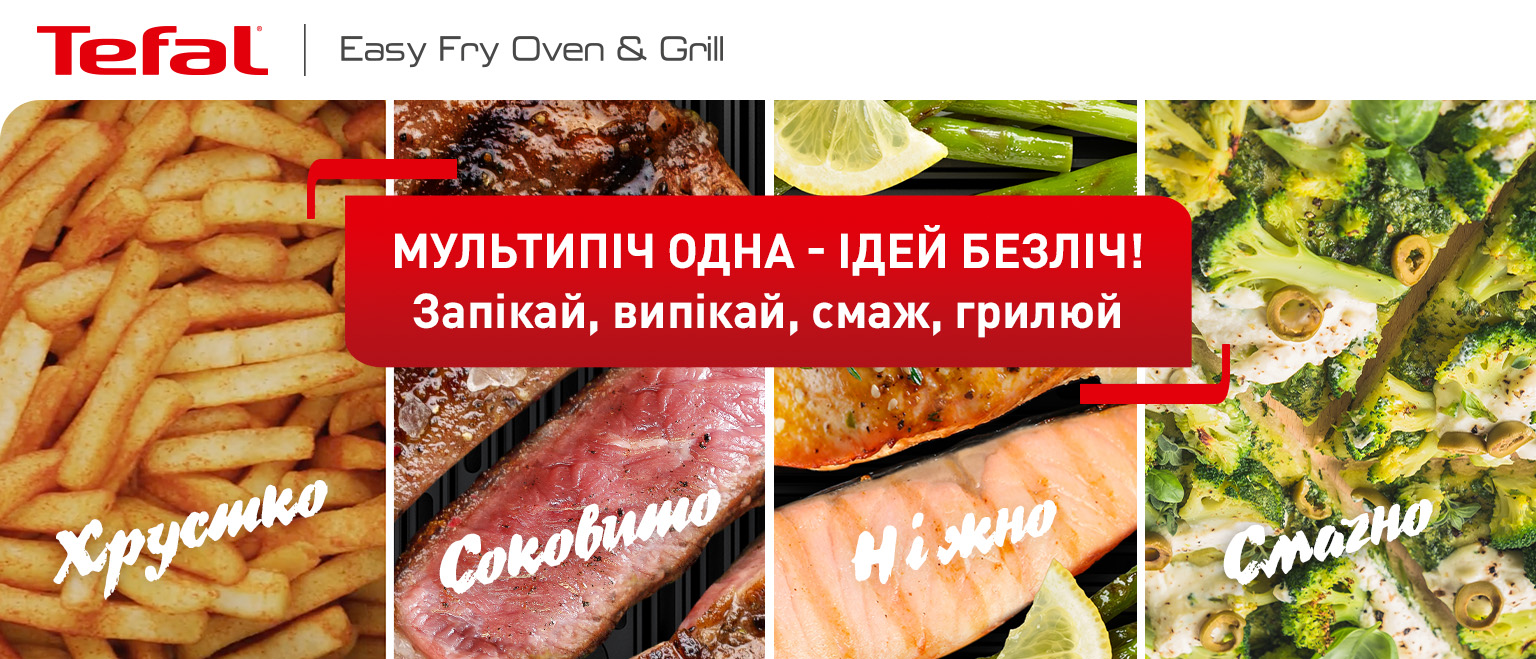 Tefal® Easy Fry Oven & Grill
МУЛЬТИПІЧ ОДНА - ІДЕЙ БЕЗЛІЧ!
Запікай, випікай, смаж, грилюй
Хрустко
Соковито
Ніжно
Смачно